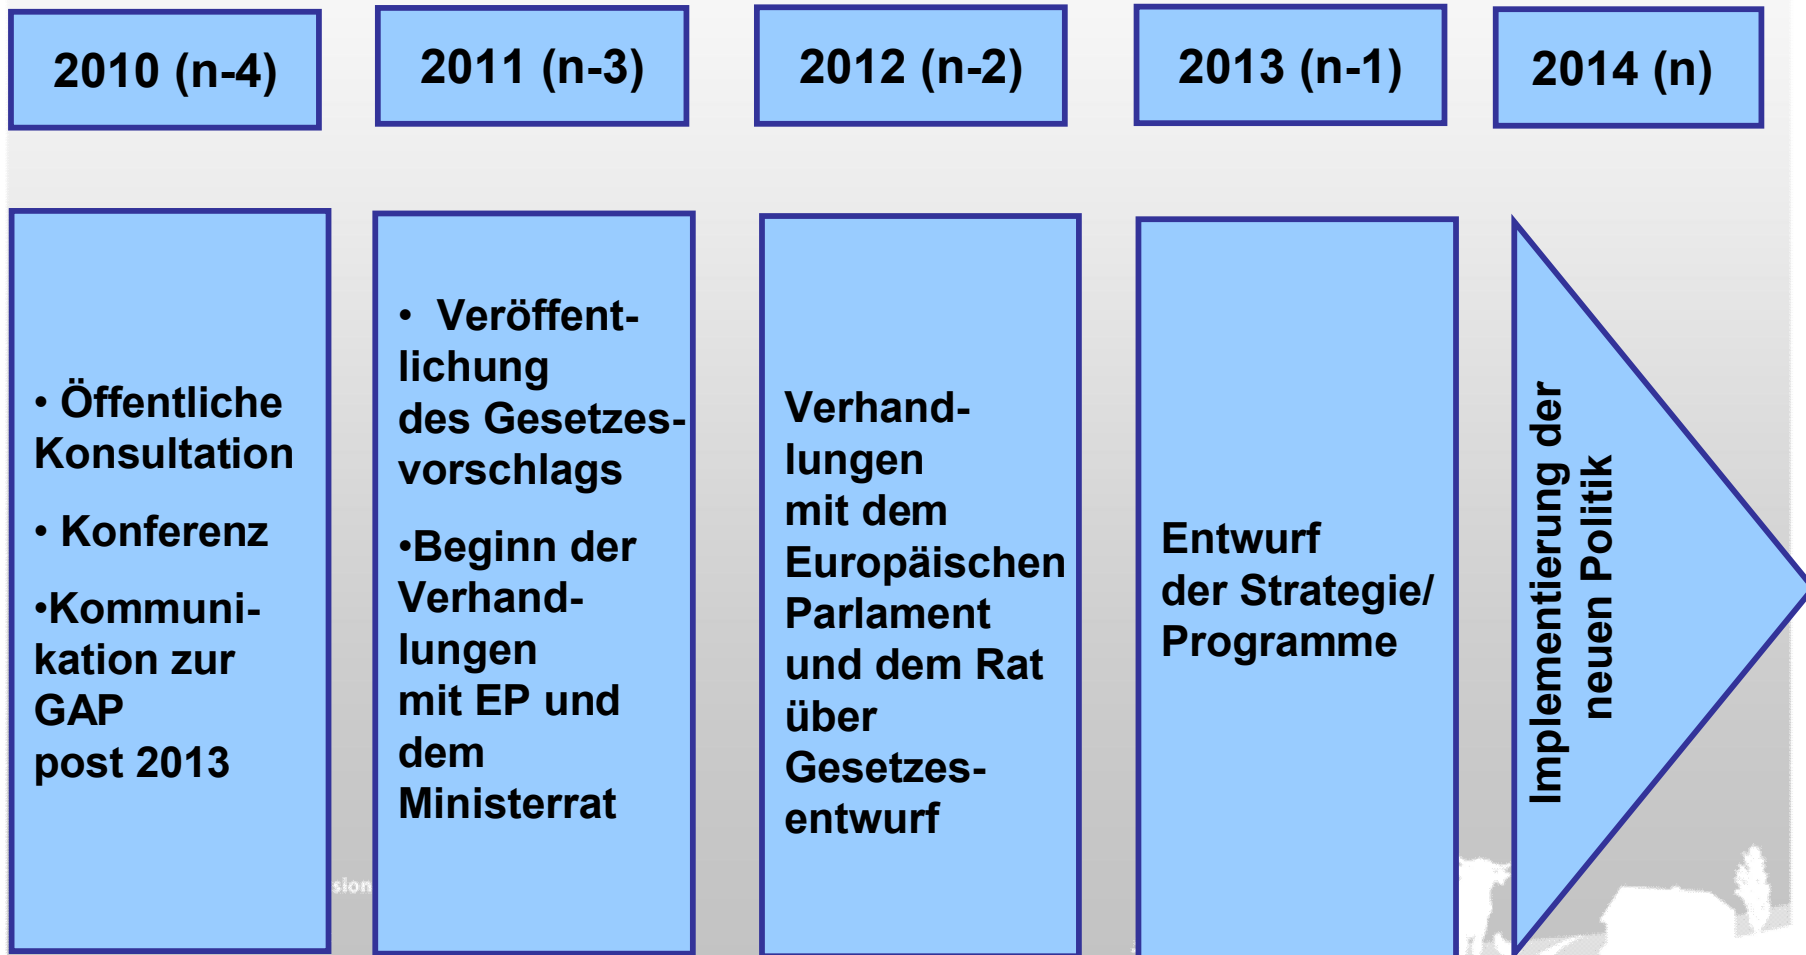 2010 (n-4)
2011 (n-3)
2012 (n-2)
2013 (n-1)
2014 (n)
• Öffentliche
Konsultation
• Konferenz
•Kommuni-
kation zur
GAP
post 2013
• Veröffent-
lichung
des Gesetzes-
vorschlags
•Beginn der
Verhand-
lungen
mit EP und
dem
Ministerrat
Verhand-
lungen
mit dem
Europäischen
Parlament
und dem Rat
über
Gesetzes-
entwurf
Entwurf
der Strategie/
Programme
Implementierung der
neuen Politik
sion